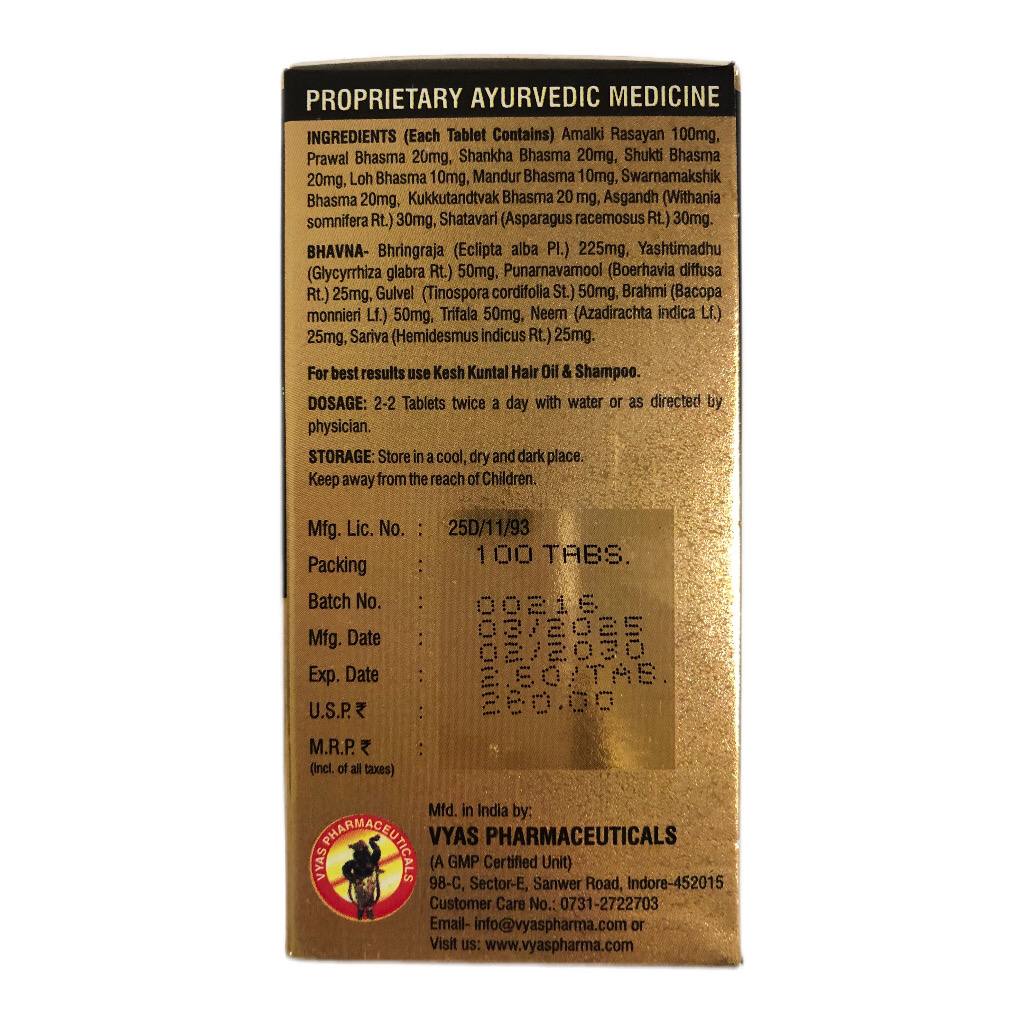 PROPRIETARY AYURVEDIC MEDICINE
INGREDIENTS (Each Tablet Contains) Amalki Rasayan 100mg,
Prawal Bhasma 20mg, Shankha Bhasma 20mg, Shukti Bhasma
20mg, Loh Bhasma 10mg, Mandur Bhasma 10mg, Swarnamakshik
Bhasma 20mg, Kukkutandtvak Bhasma 20 mg, Asgandh (Withania
somnifera Rt.) 30mg, Shatavari (Asparagus racemosus Rt.) 30mg.
BHAVNA- Bhringraja (Eclipta alba Pl.) 225mg, Yashtimadhu
(Glycyrrhiza glabra Rt.) 50mg, Punarnavamool (Boerhavia diffusa
Rt.) 25mg, Gulvel (Tinospora cordifolia St.) 50mg, Brahmi (Bacopa
monnieri Lf.) 50mg, Trifala 50mg, Neem (Azadirachta indica Lf.)
25mg, Sariva (Hemidesmus indicus Rt.) 25mg.
For best results use Kesh Kuntal Hair Oil & Shampoo.
DOSAGE: 2-2 Tablets twice a day with water or as directed by
physician.
STORAGE: Store in a cool, dry and dark place.
Keep away from the reach of Children.
Mfg. Lic. No. : 25D/11/93
Packing : 100 TABS.
Batch No. : 00216
Mfg. Date : 03/2025
Exp. Date : 02/2030
U.S.P. ₹ : 2.60/TAB.
M.R.P. ₹ : 260.00
(Incl. of all taxes)
VYAS PHARMACEUTICALS
Mfd. in India by:
VYAS PHARMACEUTICALS
(A GMP Certified Unit)
98-C, Sector-E, Sanwer Road, Indore-452015
Customer Care No.: 0731-2722703
Email- info@vyaspharma.com or
Visit us: www.vyaspharma.com